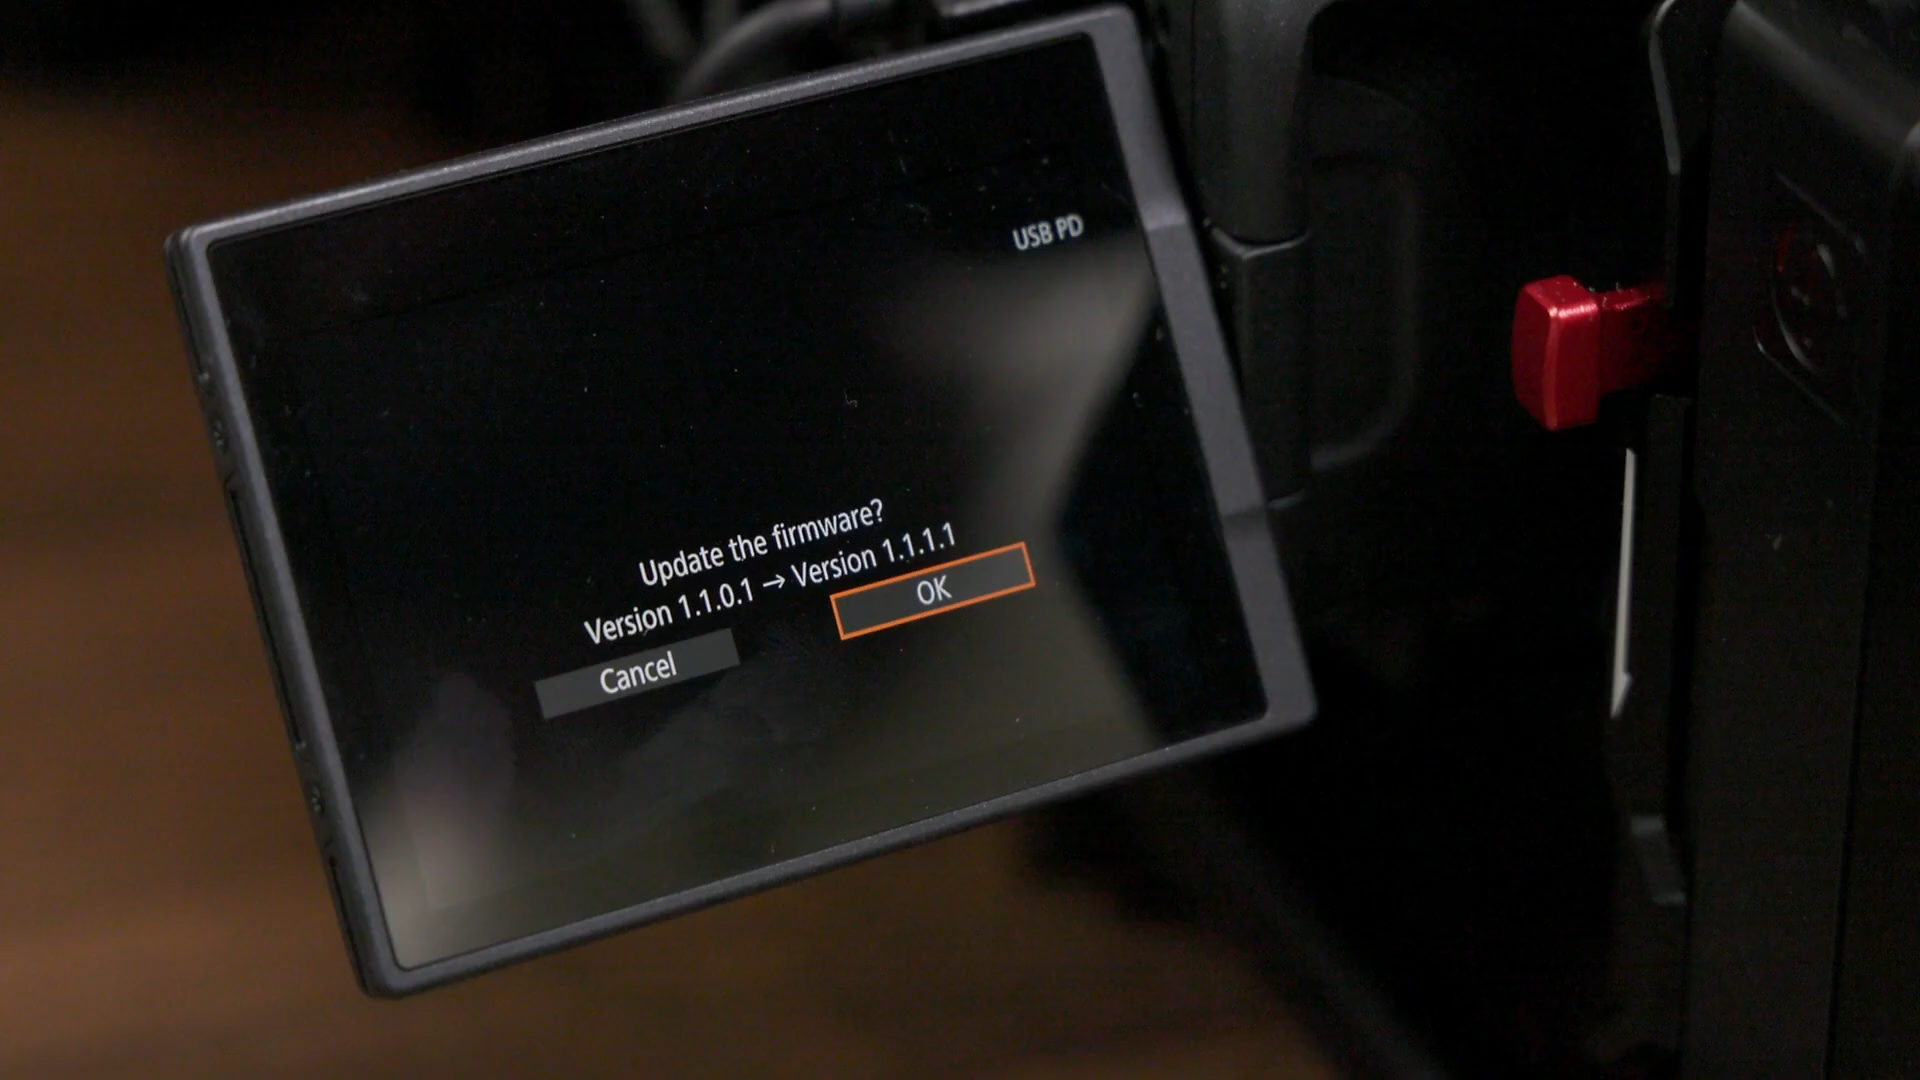 USB PD
Update the firmware?
Version 1.1.0.1 → Version 1.1.1.1
Cancel
OK